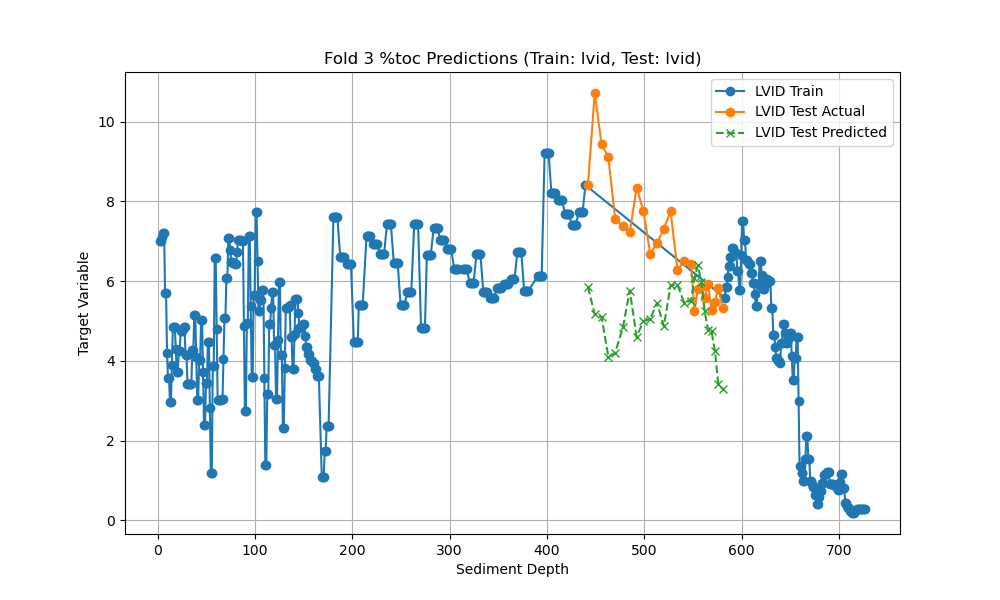 Fold 3 %toc Predictions (Train: lvid, Test: lvid)
LVID Train
LVID Test Actual
LVID Test Predicted
Target Variable
10
8
6
4
2
0
0 100 200 300 400 500 600 700
Sediment Depth